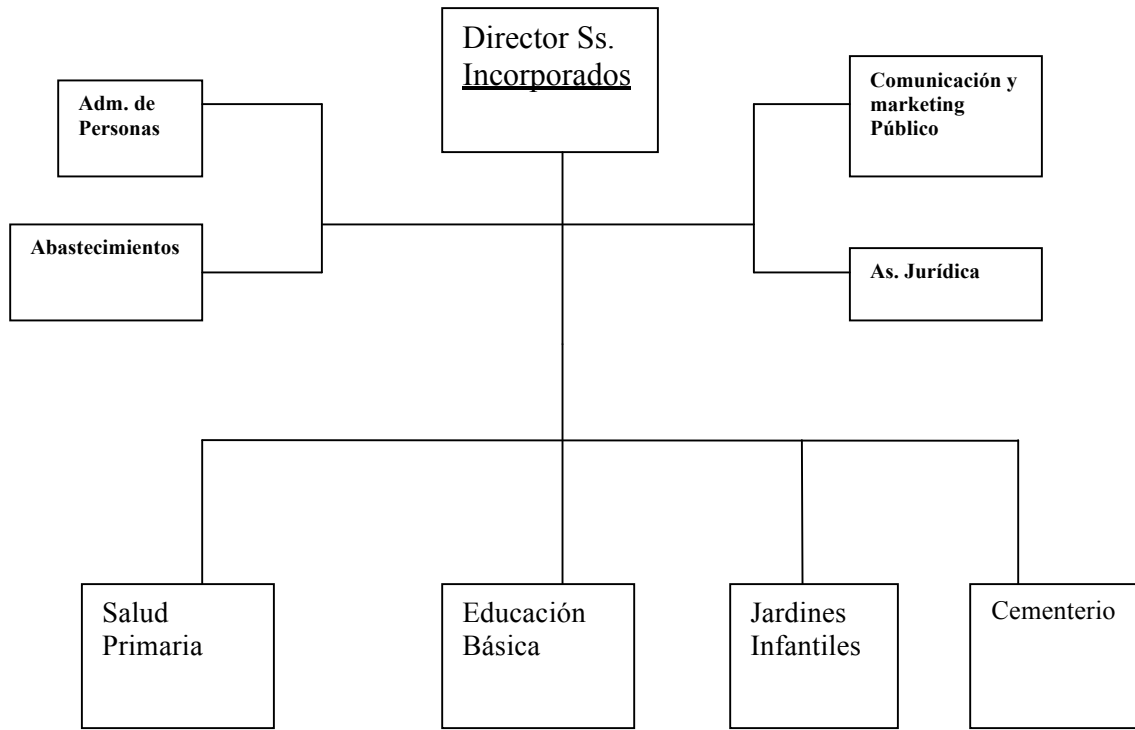 Director Ss.
Incorporados
Adm. de
Personas
Comunicación y
marketing
Público
Abastecimientos
As. Jurídica
Salud
Primaria
Educación
Básica
Jardines
Infantiles
Cementerio